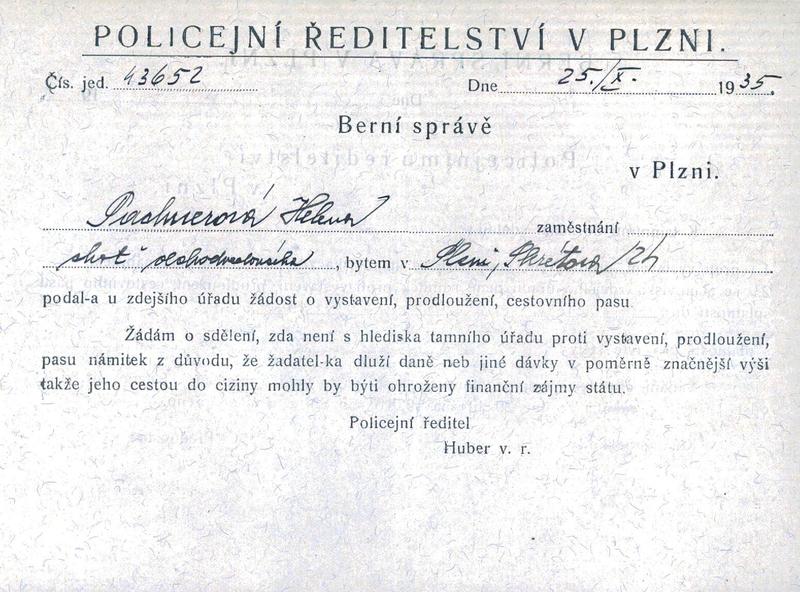 POLICEJNÍ ŘEDITELSTVÍ V PLZNI.
Čís. jed. 43652 Dne 25./X. 1935.
Berní správě
v Plzni.
Pachnerová Helena zaměstnání
choť obchodvedoucího, bytem v Plzni, Škrétova
podal-a u zdejšího úřadu žádost o vystavení, prodloužení, cestovního pasu.
Žádám o sdělení, zda není s hlediska tamního úřadu proti vystavení, prodloužení,
pasu námitek z důvodu, že žadatel-ka dluží daně neb jiné dávky v poměrně značnější výši
takže jeho cestou do ciziny mohly by býti ohroženy finanční zájmy státu.
Policejní ředitel
Huber v. r.